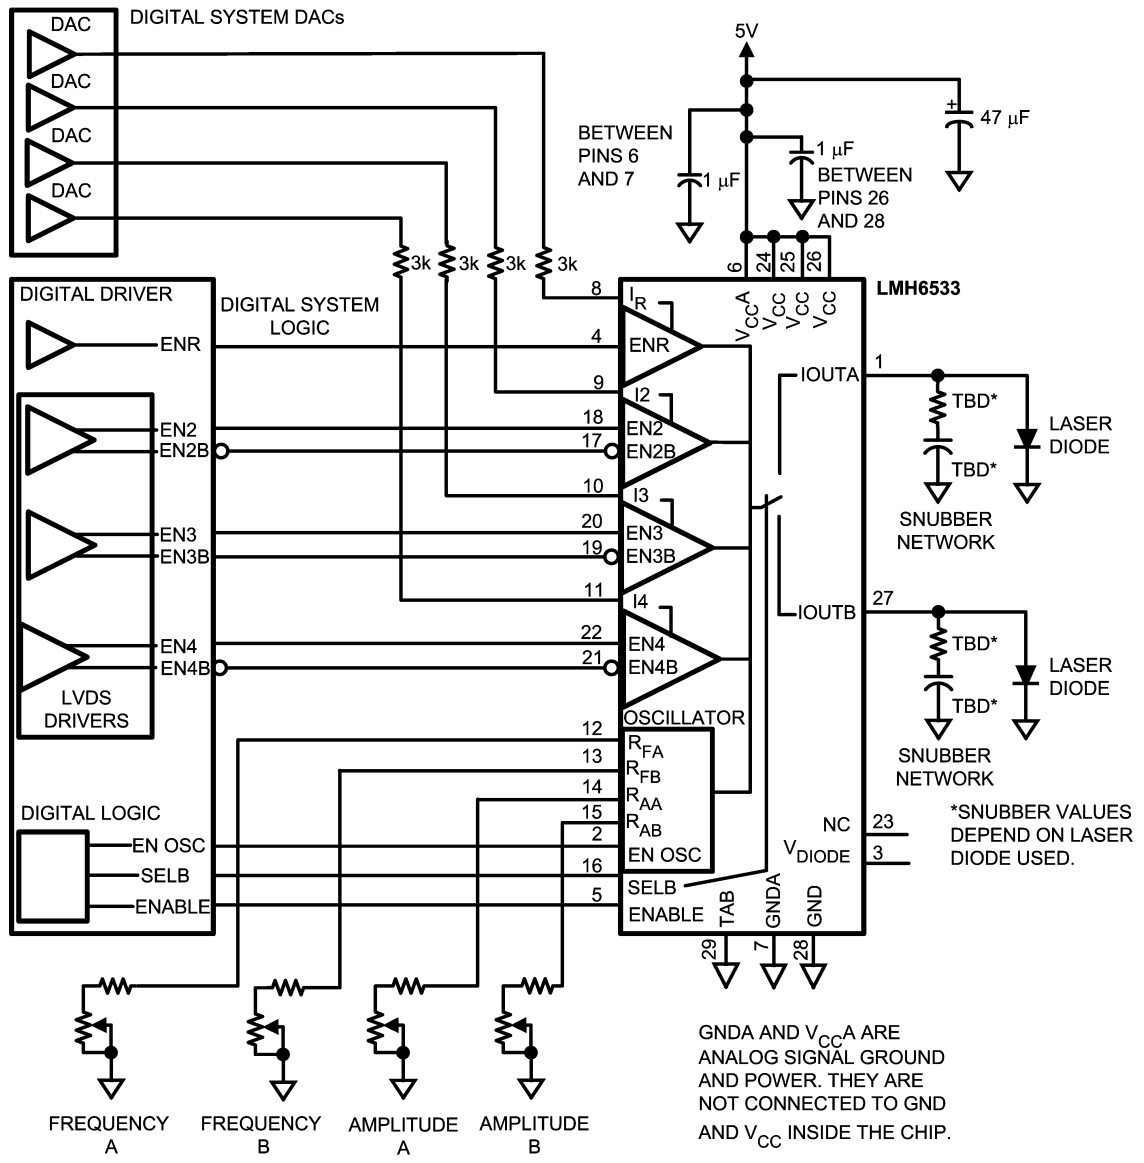 DIGITAL SYSTEM DACs
DAC
DAC
DAC
DAC
5V
+
47 µF
BETWEEN
PINS 6
AND 7
1 µF
1 µF
BETWEEN
PINS 26
AND 28
3k
3k
3k
3k
6
24
25
26
LMH6533
VCCA
VCC
VCC
VCC
DIGITAL DRIVER
DIGITAL SYSTEM
LOGIC
ENR
EN2
EN2B
EN3
EN3B
EN4
EN4B
LVDS
DRIVERS
DIGITAL LOGIC
EN OSC
SELB
ENABLE
8
4
9
18
17
10
20
19
11
22
21
12
13
14
15
2
16
5
IR
ENR
I2
EN2
EN2B
I3
EN3
EN3B
I4
EN4
EN4B
OSCILLATOR
RFA
RFB
RAA
RAB
EN OSC
SELB
ENABLE
IOUTA
1
TBD*
TBD*
LASER
DIODE
SNUBBER
NETWORK
IOUTB
27
TBD*
TBD*
LASER
DIODE
SNUBBER
NETWORK
*SNUBBER VALUES
DEPEND ON LASER
DIODE USED.
NC
23
VDIODE
3
TAB
GNDA
GND
29
7
28
FREQUENCY
A
FREQUENCY
B
AMPLITUDE
A
AMPLITUDE
B
GNDA AND VCCA ARE
ANALOG SIGNAL GROUND
AND POWER. THEY ARE
NOT CONNECTED TO GND
AND VCC INSIDE THE CHIP.